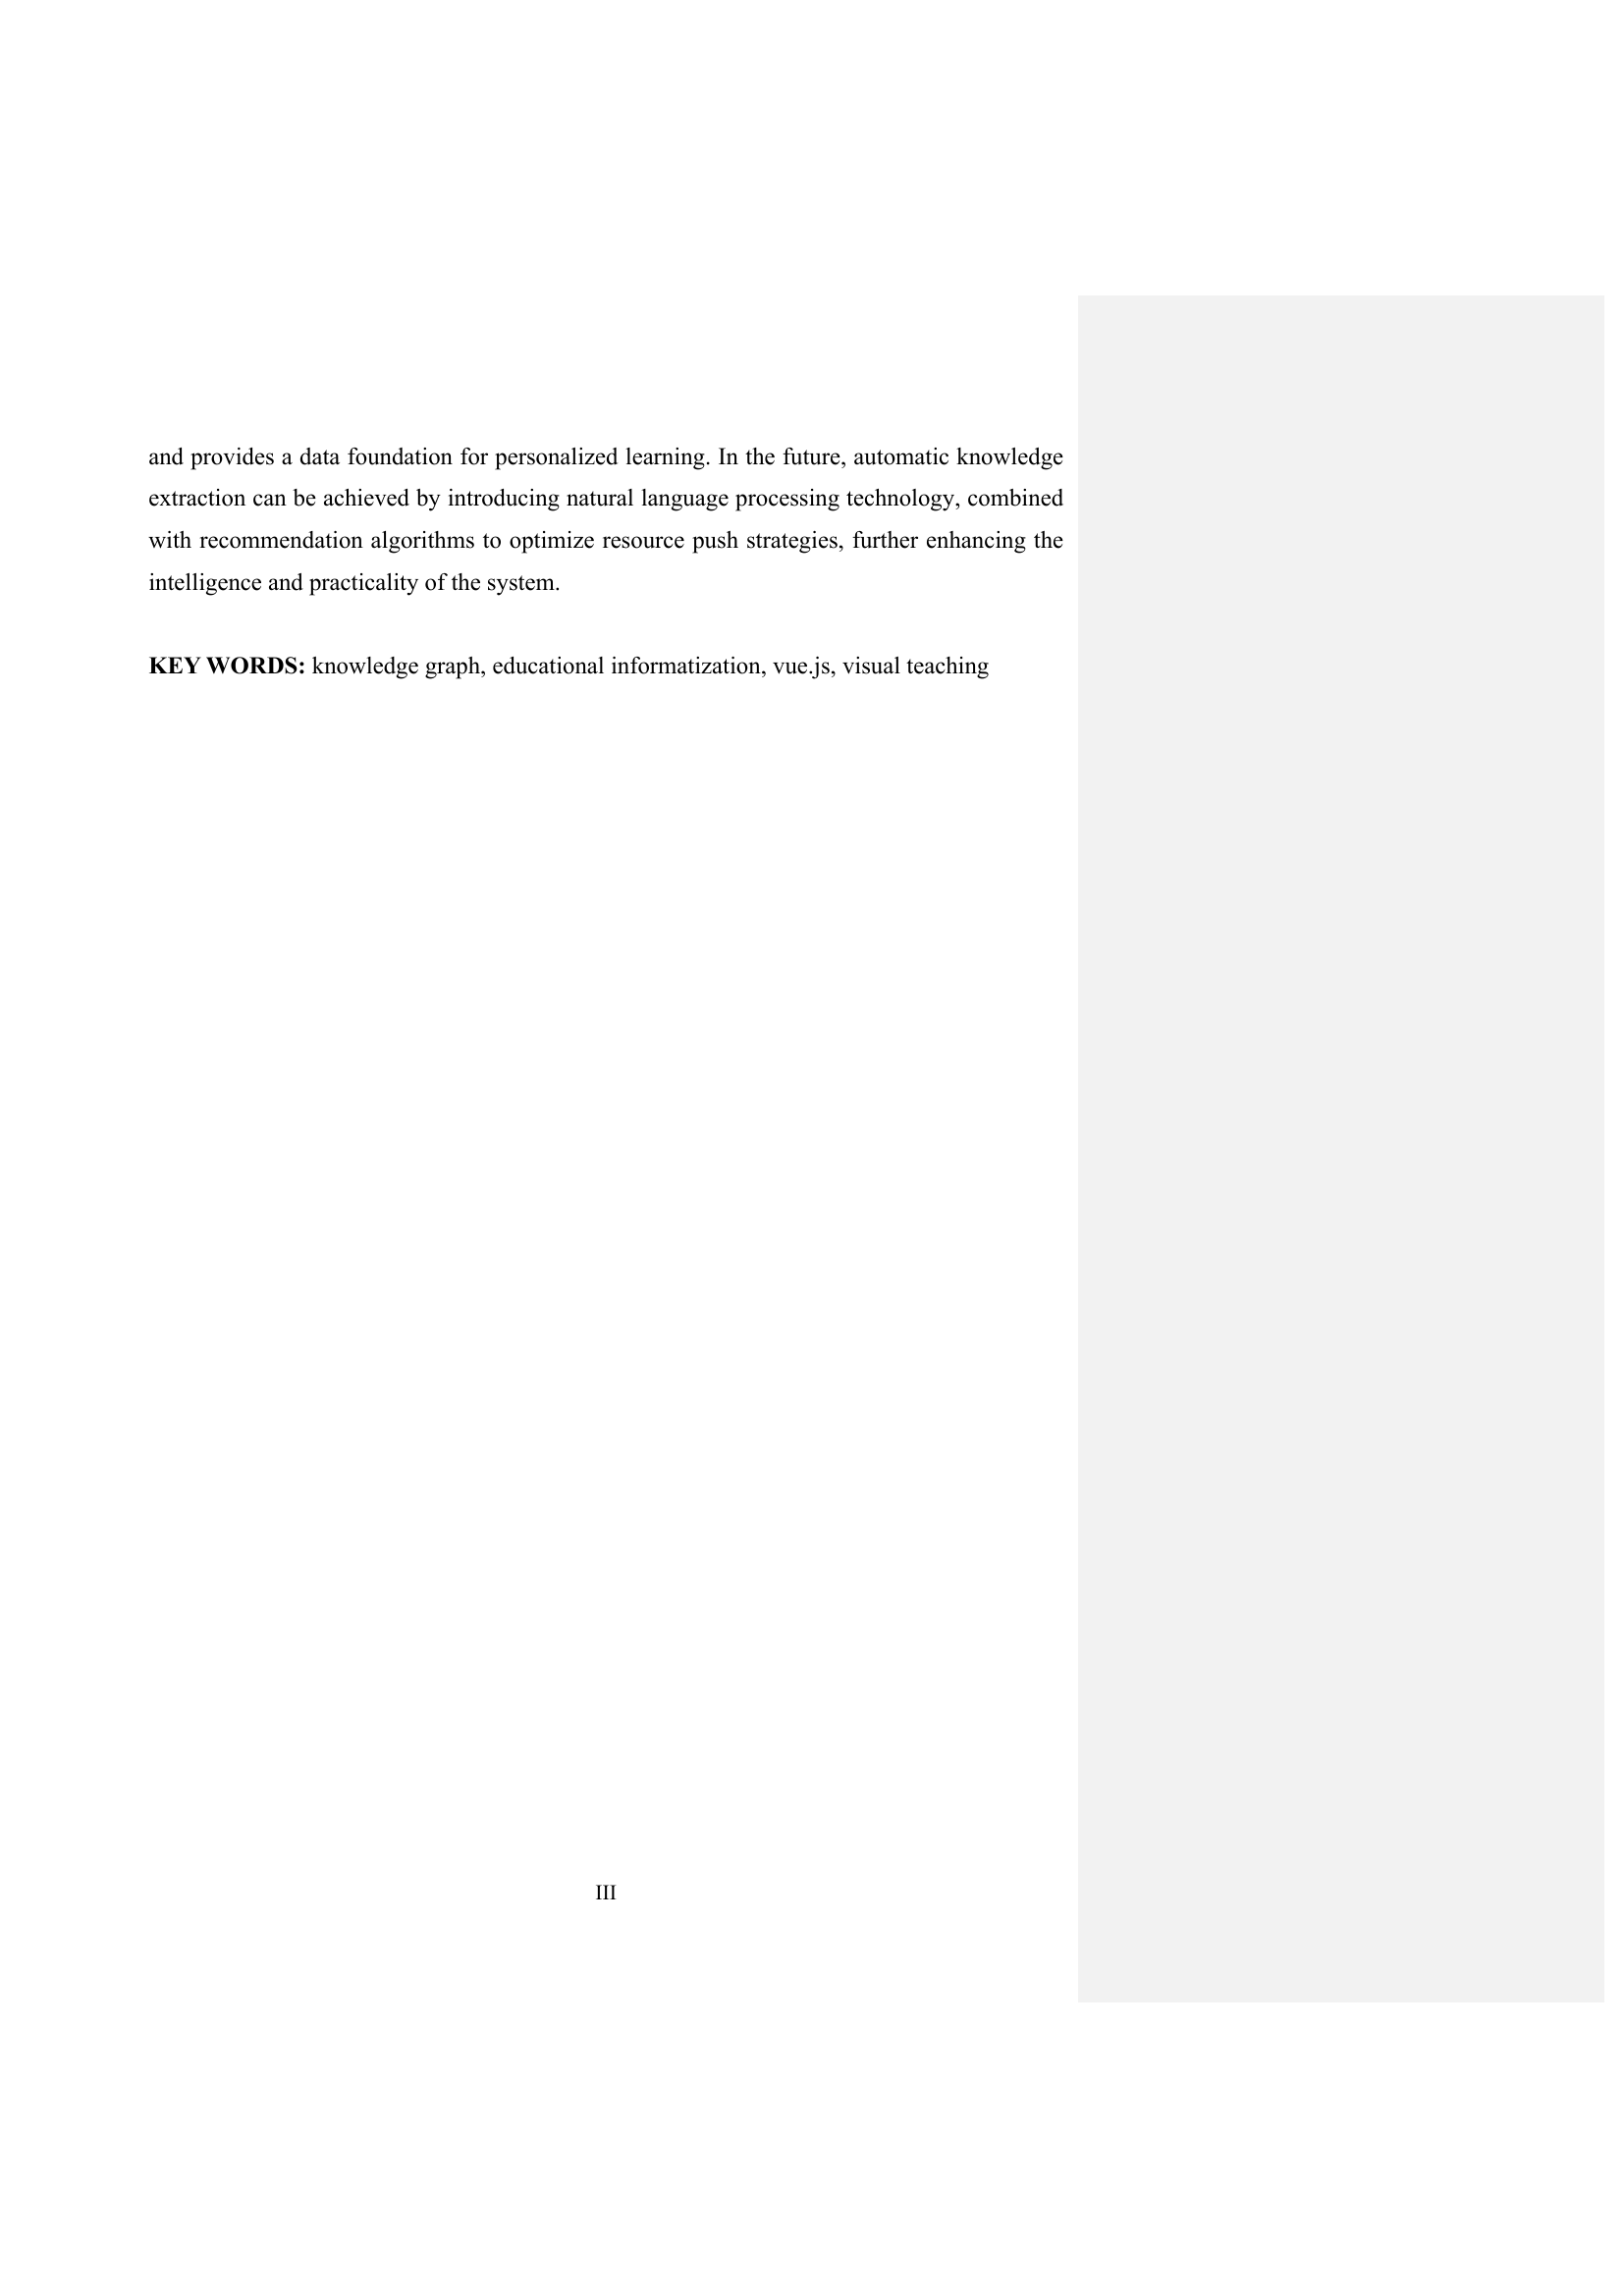 and provides a data foundation for personalized learning. In the future, automatic knowledge
extraction can be achieved by introducing natural language processing technology, combined
with recommendation algorithms to optimize resource push strategies, further enhancing the
intelligence and practicality of the system.
KEY WORDS: knowledge graph, educational informatization, vue.js, visual teaching
III